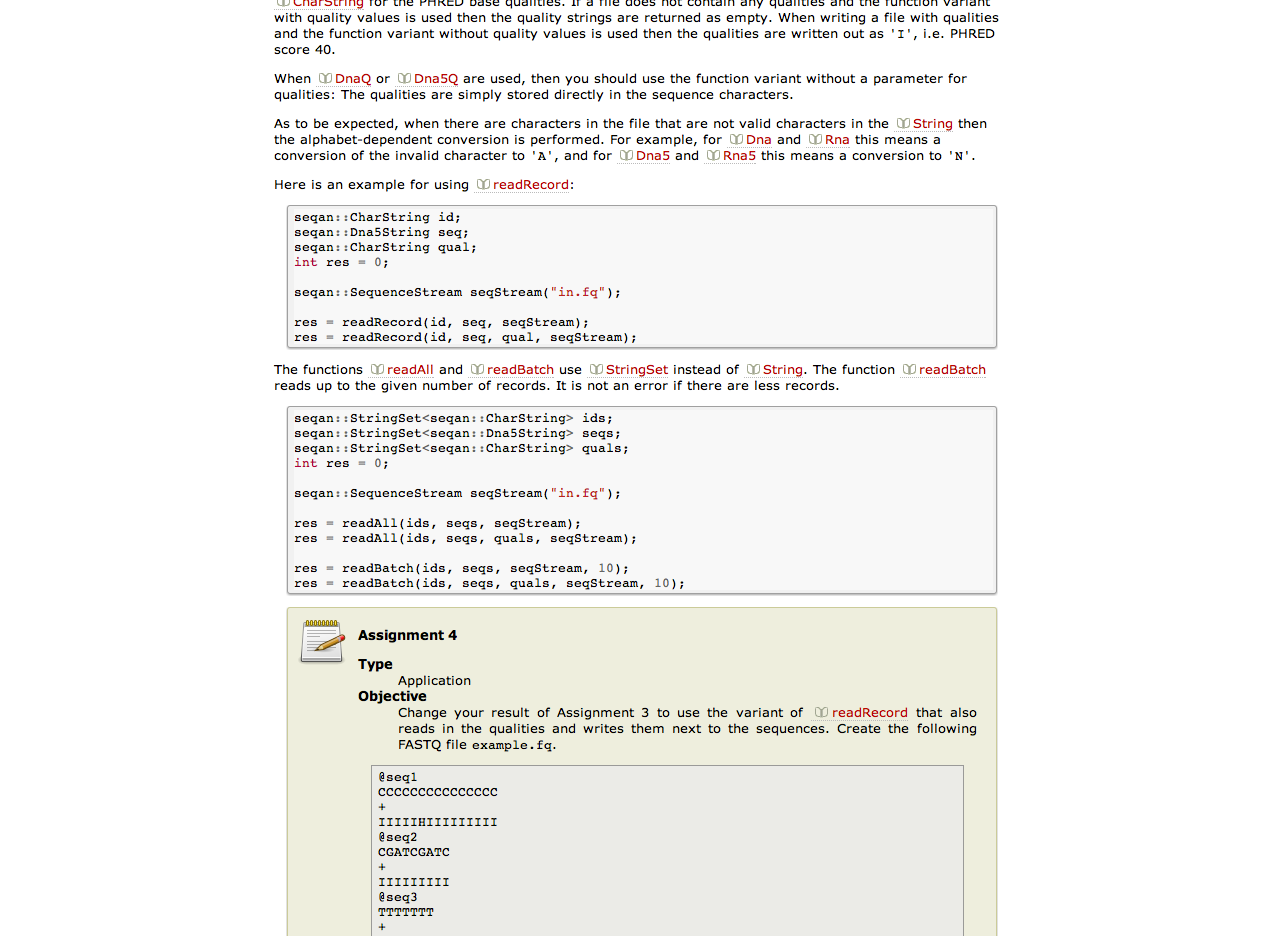 CharString for the PHRED base qualities. If a file does not contain any qualities and the function variant
with quality values is used then the quality strings are returned as empty. When writing a file with qualities
and the function variant without quality values is used then the qualities are written out as 'I', i.e. PHRED
score 40.
When DnaQ or Dna5Q are used, then you should use the function variant without a parameter for
qualities: The qualities are simply stored directly in the sequence characters.
As to be expected, when there are characters in the file that are not valid characters in the String then
the alphabet-dependent conversion is performed. For example, for Dna and Rna this means a
conversion of the invalid character to 'A', and for Dna5 and Rna5 this means a conversion to 'N'.
Here is an example for using readRecord:
seqan::CharString id;
seqan::Dna5String seq;
seqan::CharString qual;
int res = 0;
seqan::SequenceStream seqStream("in.fq");
res = readRecord(id, seq, seqStream);
res = readRecord(id, seq, qual, seqStream);
The functions readAll and readBatch use StringSet instead of String. The function readBatch
reads up to the given number of records. It is not an error if there are less records.
seqan::StringSet<seqan::CharString> ids;
seqan::StringSet<seqan::Dna5String> seqs;
seqan::StringSet<seqan::CharString> quals;
int res = 0;
seqan::SequenceStream seqStream("in.fq");
res = readAll(ids, seqs, seqStream);
res = readAll(ids, seqs, quals, seqStream);
res = readBatch(ids, seqs, seqStream, 10);
res = readBatch(ids, seqs, quals, seqStream, 10);
Assignment 4
Type
Application
Objective
Change your result of Assignment 3 to use the variant of readRecord that also
reads in the qualities and writes them next to the sequences. Create the following
FASTQ file example.fq.
@seq1
CCCCCCCCCCCCCCC
+
IIIIIHIIIIIIIII
@seq2
CGATCGATC
+
IIIIIIIII
@seq3
TTTTTTT
+